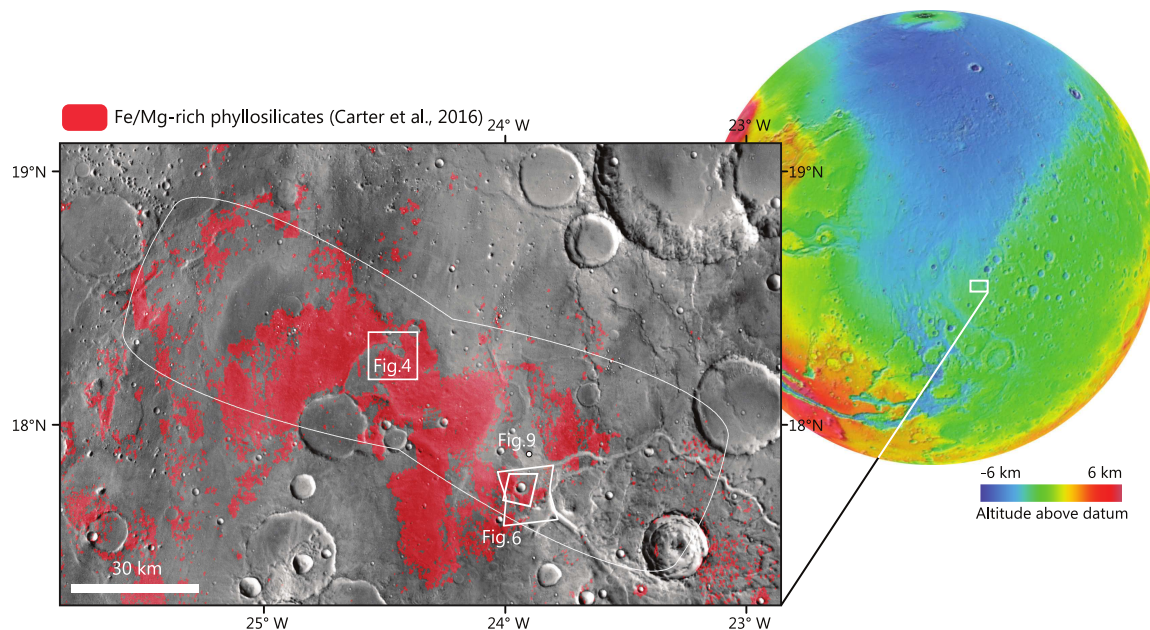 Fe/Mg-rich phyllosilicates (Carter et al., 2016)
24° W
23° W
19°N
19°N
Fig.4
18°N
18°N
Fig.9
Fig.6
30 km
25° W
24° W
23° W
-6 km
6 km
Altitude above datum